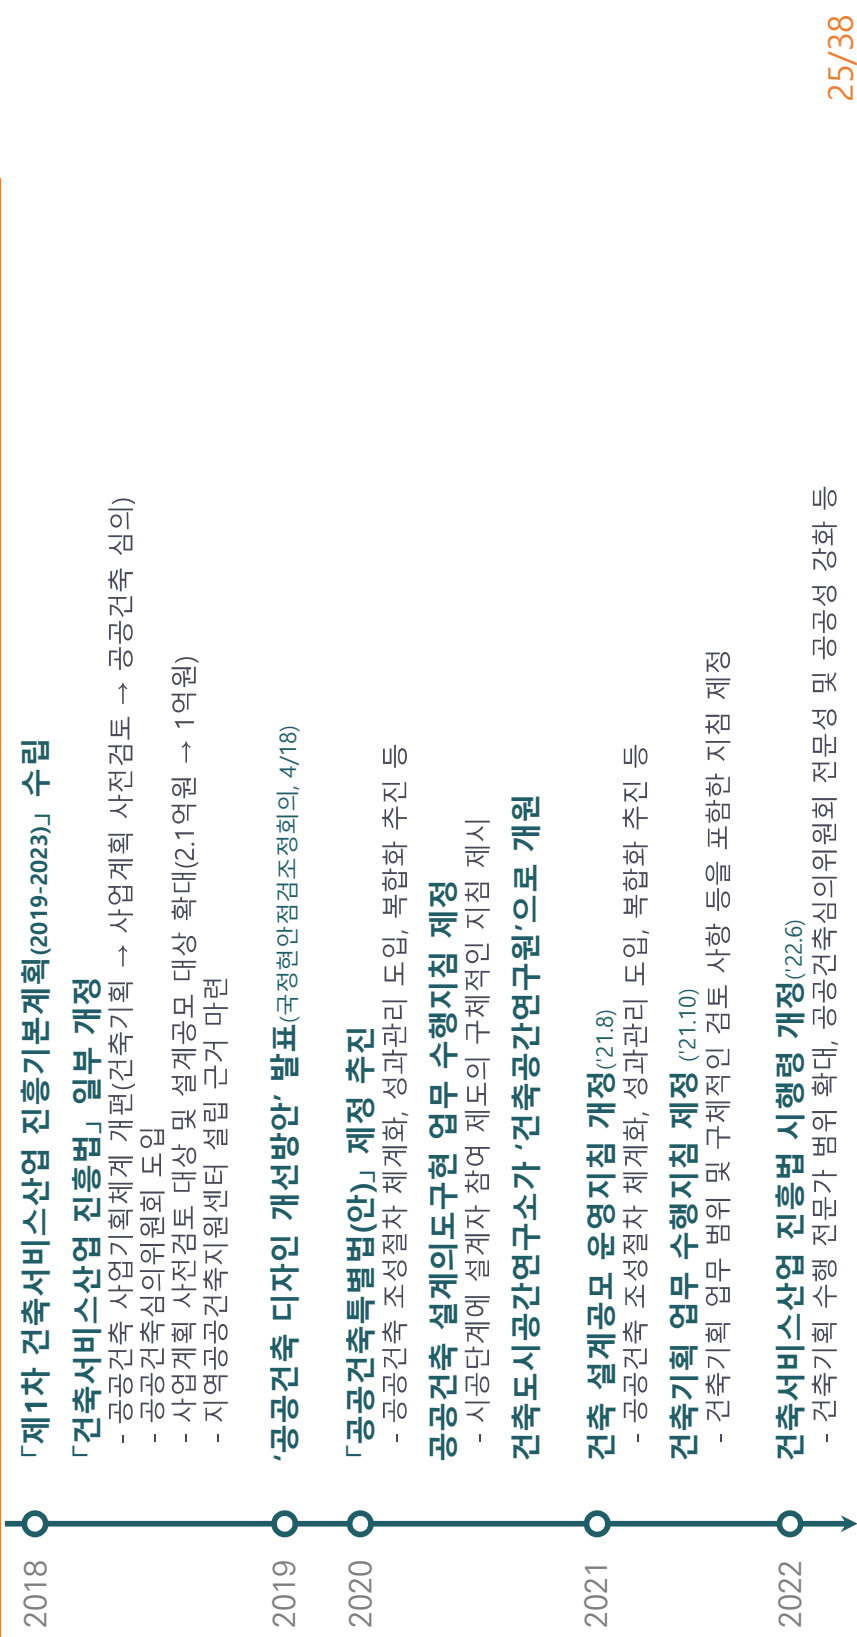 2018
「제1차 건축서비스산업 진흥기본계획(2019-2023)」 수립
「건축서비스산업 진흥법」 일부 개정
- 공공건축 사업기획체계 개편(건축기획 → 사업계획 사전검토 → 공공건축 심의)
- 공공건축심의위원회 도입
- 사업계획 사전검토 대상 및 설계공모 대상 확대(2.1억원 → 1억원)
- 지역공공건축지원센터 설립 근거 마련
2019
‘공공건축 디자인 개선방안’ 발표(국정현안점검조정회의, 4/18)
2020
「공공건축특별법(안)」 제정 추진
- 공공건축 조성절차 체계화, 성과관리 도입, 복합화 추진 등
공공건축 설계의도구현 업무 수행지침 제정
- 시공단계에 설계자 참여 제도의 구체적인 지침 제시
건축도시공간연구소가 ‘건축공간연구원’으로 개원
2021
건축 설계공모 운영지침 개정(’21.8)
- 공공건축 조성절차 체계화, 성과관리 도입, 복합화 추진 등
건축기획 업무 수행지침 제정 (’21.10)
- 건축기획 업무 범위 및 구체적인 검토 사항 등을 포함한 지침 제정
2022
건축서비스산업 진흥법 시행령 개정(’22.6)
- 건축기획 수행 전문가 범위 확대, 공공건축심의위원회 전문성 및 공공성 강화 등
25/38